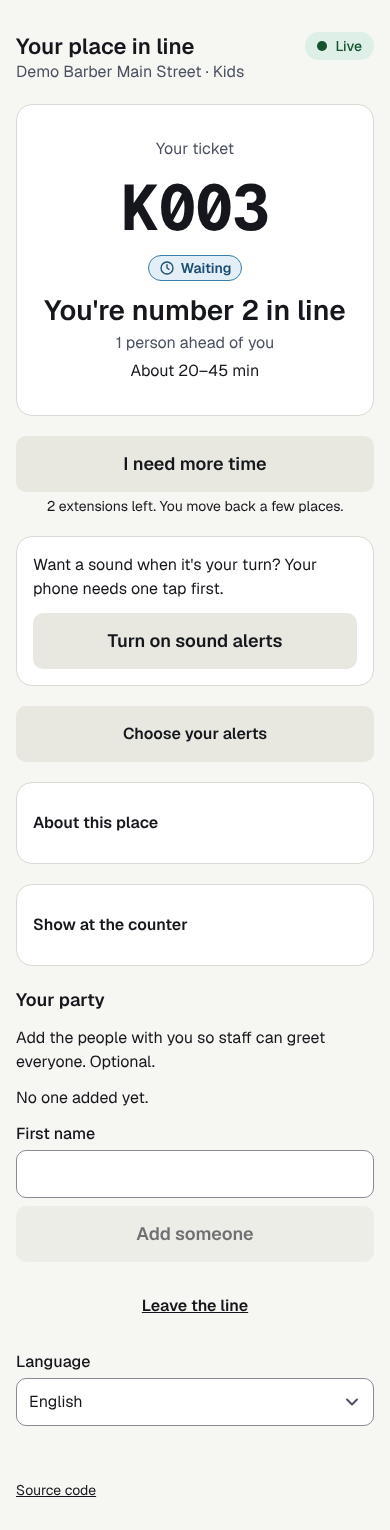 Your place in line
Live
Demo Barber Main Street · Kids
Your ticket
K003
Waiting
You're number 2 in line
1 person ahead of you
About 20–45 min
I need more time
2 extensions left. You move back a few places.
Want a sound when it's your turn? Your
phone needs one tap first.
Turn on sound alerts
Choose your alerts
About this place
Show at the counter
Your party
Add the people with you so staff can greet
everyone. Optional.
No one added yet.
First name
Add someone
Leave the line
Language
English
Source code